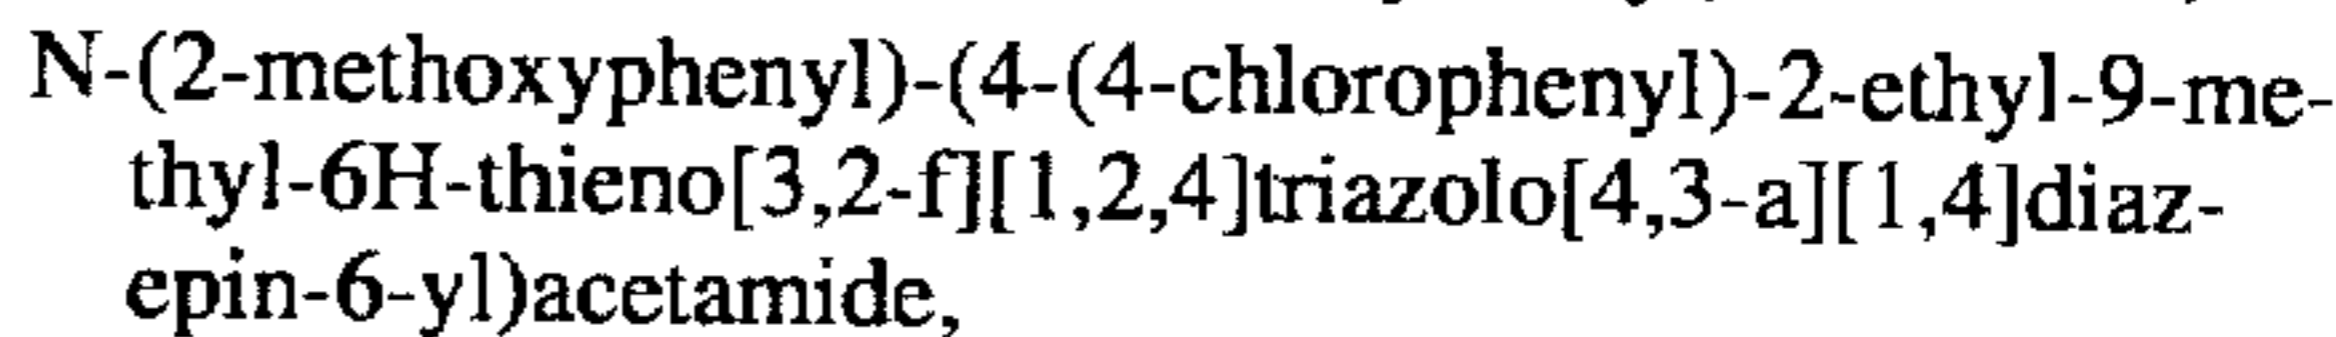 N-(2-methoxyphenyl)-(4-(4-chlorophenyl)-2-ethyl-9-me-
thyl-6H-thieno[3,2-f][1,2,4]triazolo[4,3-a][1,4]diaz-
epin-6-yl)acetamide,